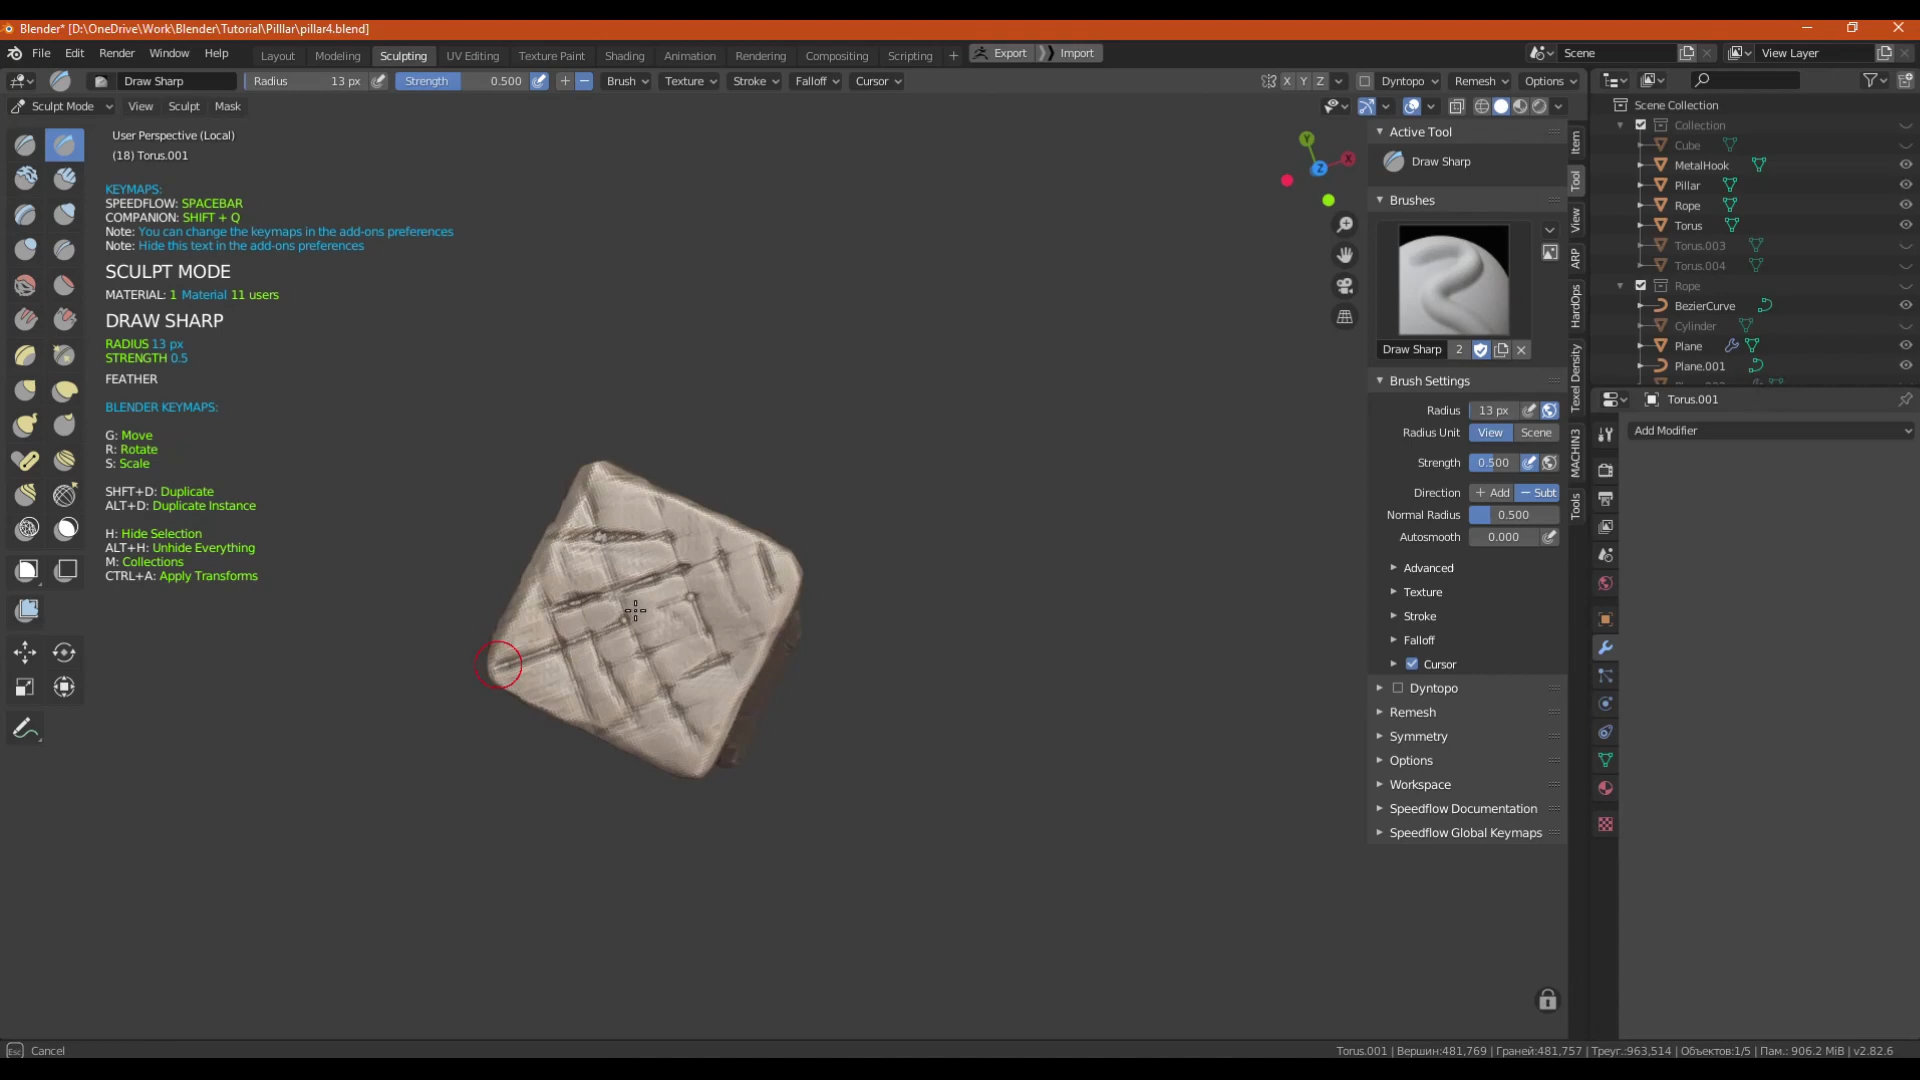 Blender* [D:\OneDrive\Work\Blender\Tutorial\Pilllar\pillar4.blend]
File Edit Render Window Help
Layout Modeling Sculpting UV Editing Texture Paint Shading Animation Rendering Compositing Scripting + Export Import
Scene View Layer
Draw Sharp Radius 13 px Strength 0.500 Brush Texture Stroke Falloff Cursor X Y Z Dyntopo Remesh Options
Sculpt Mode View Sculpt Mask
User Perspective (Local)
(18) Torus.001
KEYMAPS:
SPEEDFLOW: SPACEBAR
COMPANION: SHIFT + Q
Note: You can change the keymaps in the add-ons preferences
Note: Hide this text in the add-ons preferences
SCULPT MODE
MATERIAL: 1 Material 11 users
DRAW SHARP
RADIUS 13 px
STRENGTH 0.5
FEATHER
BLENDER KEYMAPS:
G: Move
R: Rotate
S: Scale
SHFT+D: Duplicate
ALT+D: Duplicate Instance
H: Hide Selection
ALT+H: Unhide Everything
M: Collections
CTRL+A: Apply Transforms
Y X Z
Active Tool
Draw Sharp
Brushes
Draw Sharp 2
Brush Settings
Radius 13 px
Radius Unit View Scene
Strength 0.500
Direction + Add − Subt
Normal Radius 0.500
Autosmooth 0.000
Advanced
Texture
Stroke
Falloff
Cursor
Dyntopo
Remesh
Symmetry
Options
Workspace
Speedflow Documentation
Speedflow Global Keymaps
Item
Tool
View
ARP
HardOps
Texel Density
MACHIN3
Tools
Scene Collection
Collection
Cube
MetalHook
Pillar
Rope
Torus
Torus.003
Torus.004
Rope
BezierCurve
Cylinder
Plane
Plane.001
Torus.001
Add Modifier
Esc Cancel
Torus.001 | Вершин:481,769 | Граней:481,757 | Треуг.:963,514 | Объектов:1/5 | Пам.: 906.2 MiB | v2.82.6